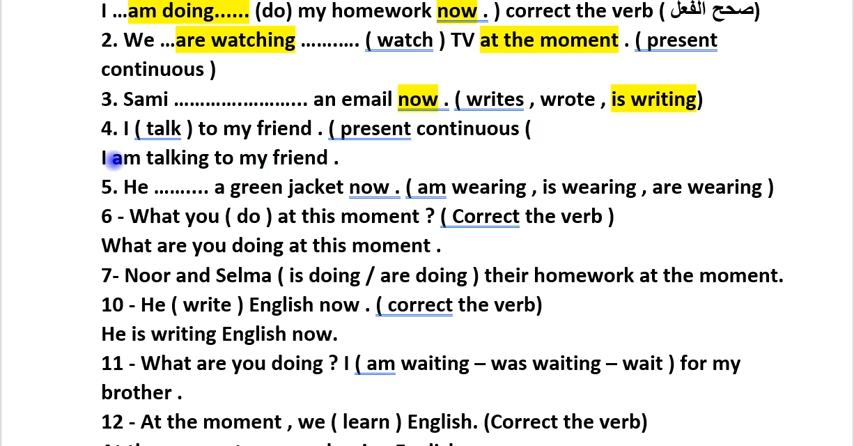 I ...am doing...... (do) my homework now . ) correct the verb ( صحح الفعل)
2. We ...are watching ........... ( watch ) TV at the moment . ( present
continuous )
3. Sami ........................ an email now . ( writes , wrote , is writing)
4. I ( talk ) to my friend . ( present continuous (
I am talking to my friend .
5. He .......... a green jacket now . ( am wearing , is wearing , are wearing )
6 - What you ( do ) at this moment ? ( Correct the verb )
What are you doing at this moment .
7- Noor and Selma ( is doing / are doing ) their homework at the moment.
10 - He ( write ) English now . ( correct the verb)
He is writing English now.
11 - What are you doing ? I ( am waiting – was waiting – wait ) for my
brother .
12 - At the moment , we ( learn ) English. (Correct the verb)